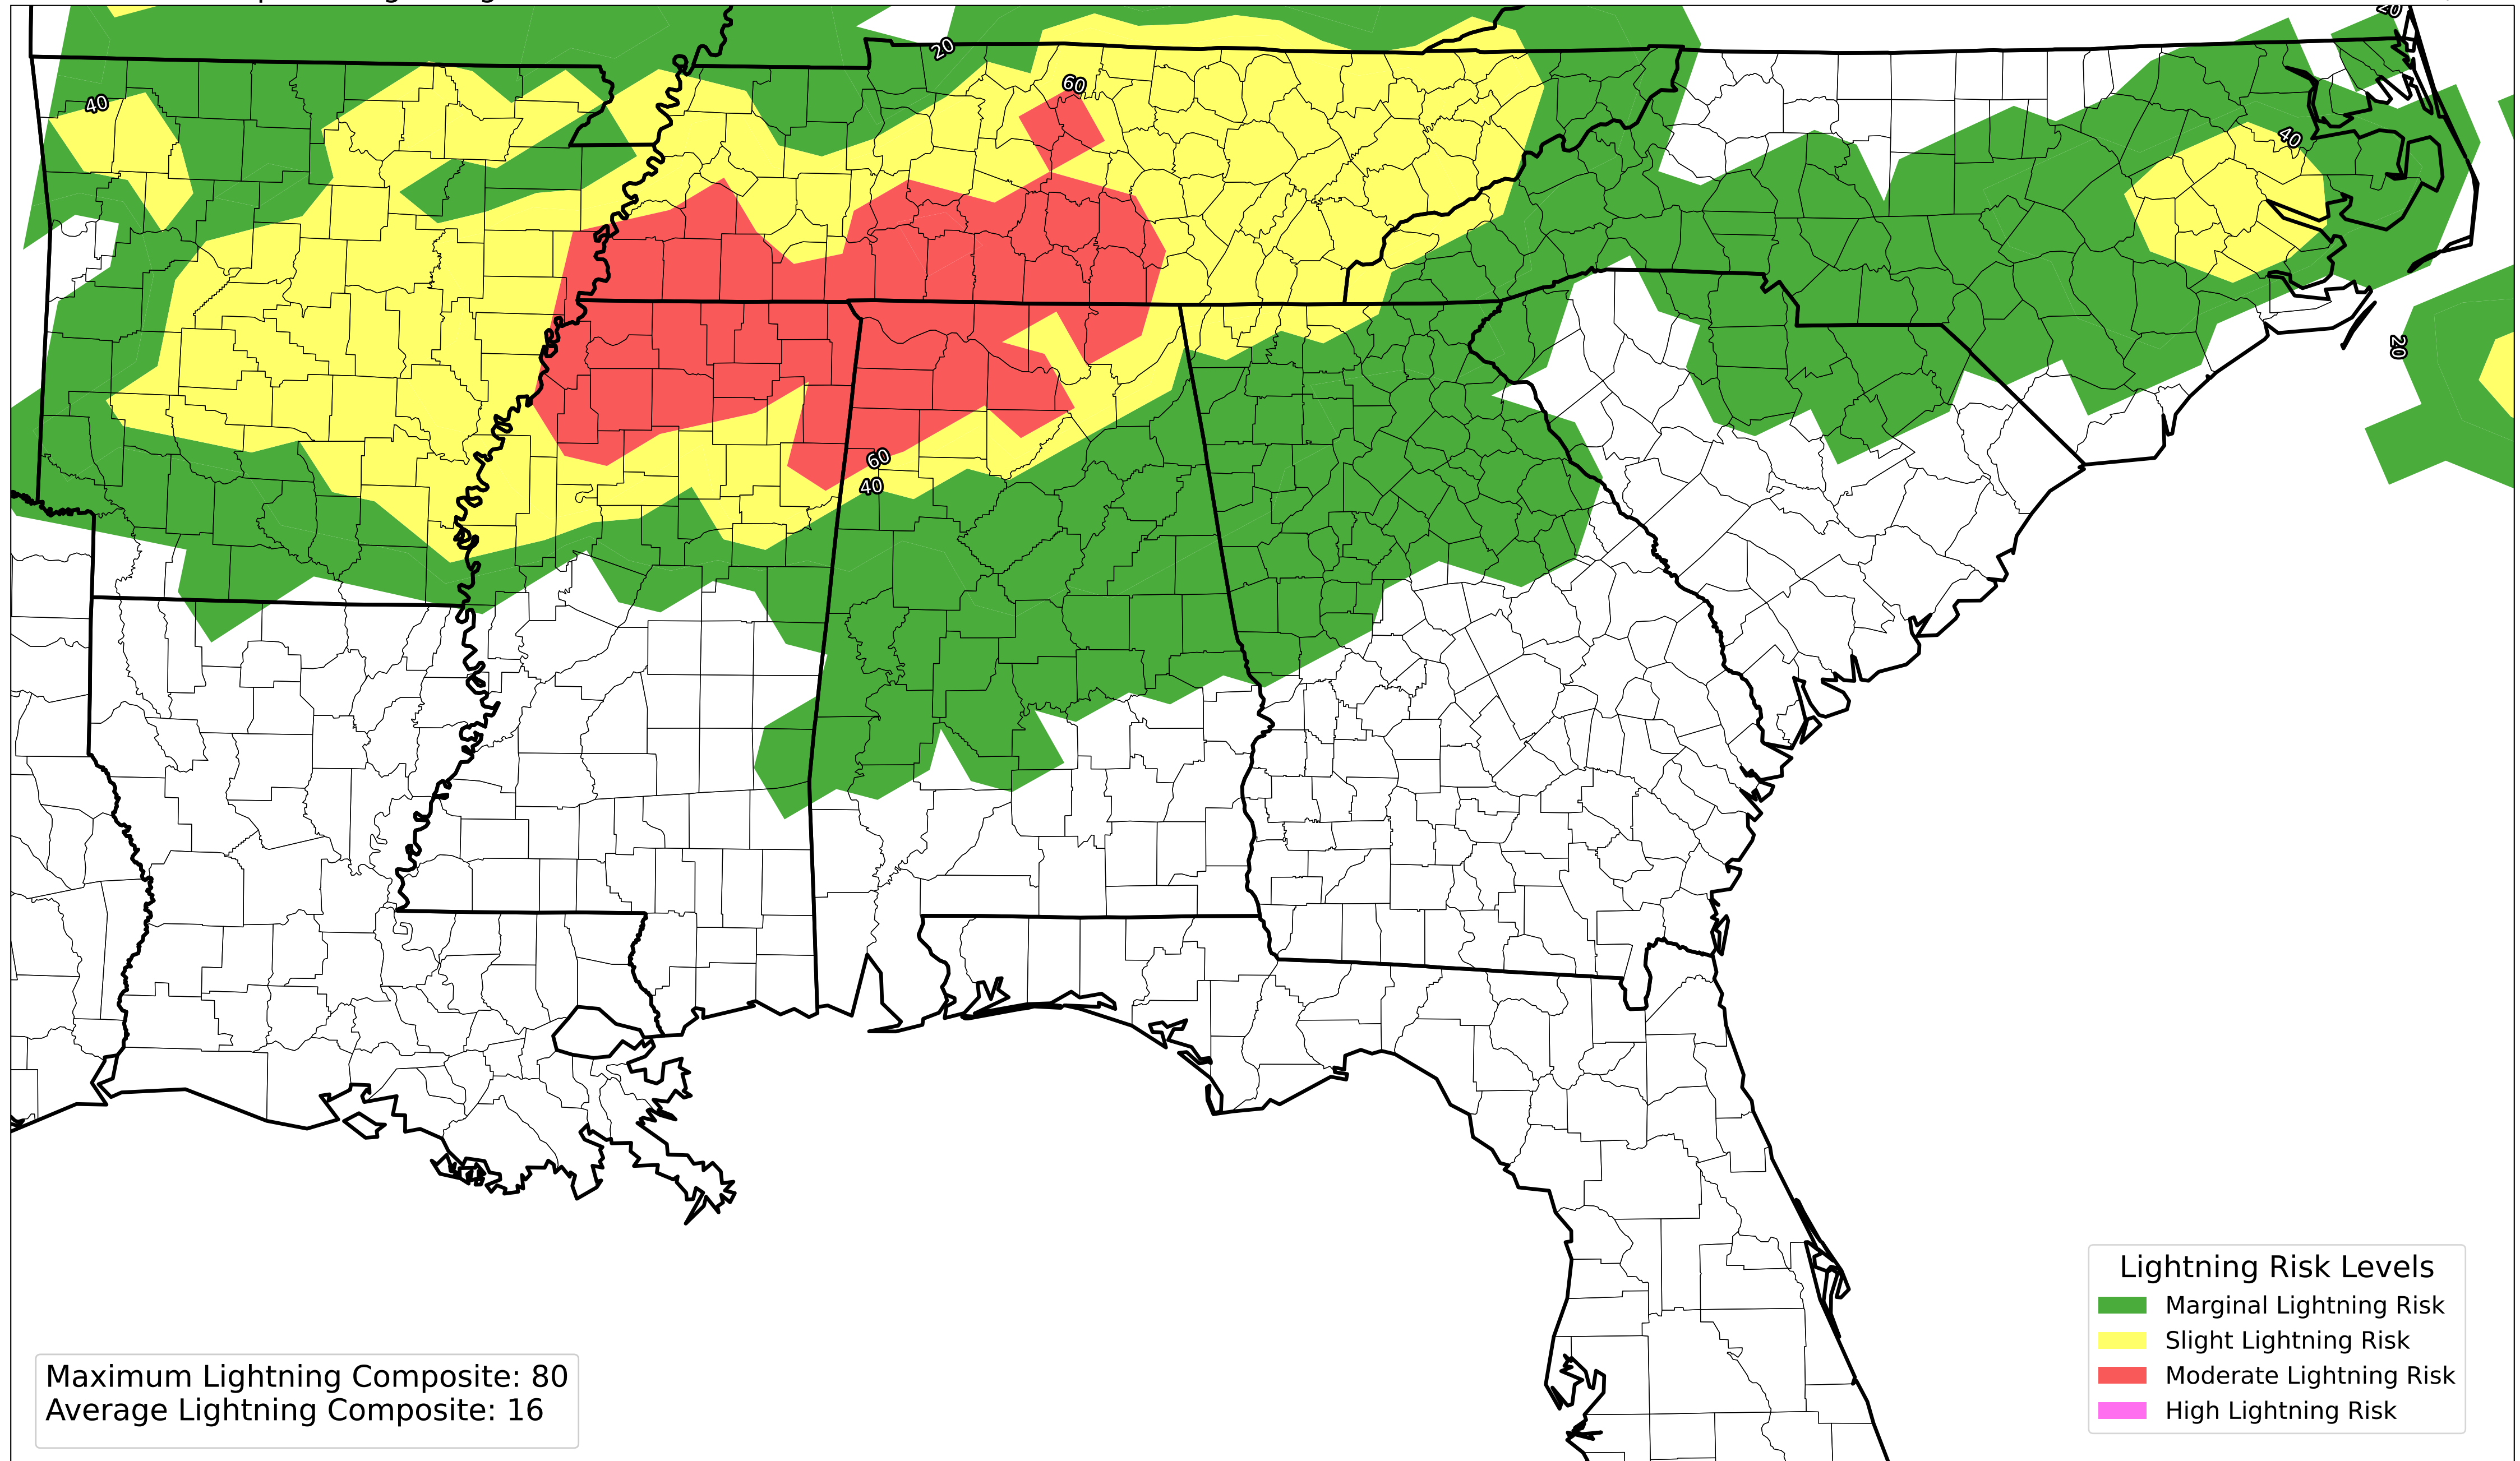 20
20
60
40
40
20
60
40
Lightning Risk Levels
Marginal Lightning Risk
Slight Lightning Risk
Moderate Lightning Risk
High Lightning Risk
Maximum Lightning Composite: 80
Average Lightning Composite: 16